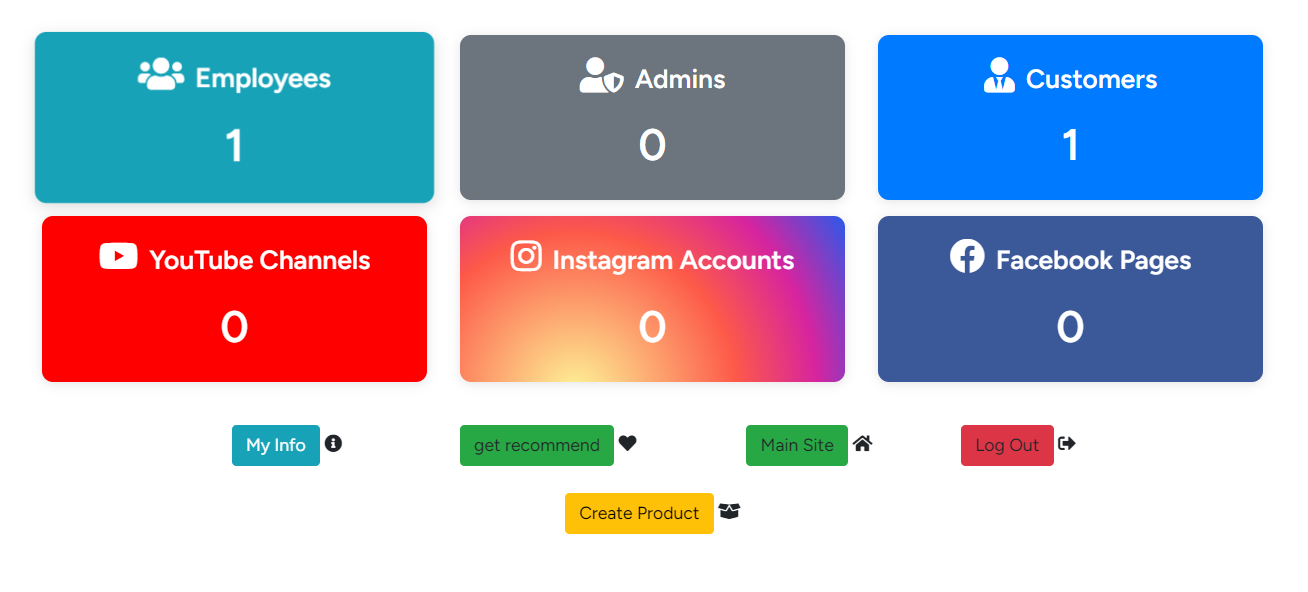 Employees
1
Admins
0
Customers
1
YouTube Channels
0
Instagram Accounts
0
Facebook Pages
0
My Info
get recommend
Main Site
Log Out
Create Product